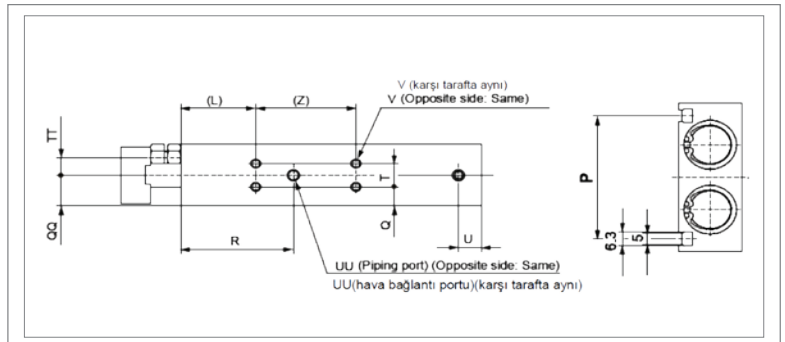 V (karşı tarafta aynı)
V (Opposite side: Same)
(L)
(Z)
TT
T
P
QQ
Q
R
U
6.3
5
UU (Piping port) (Opposite side: Same)
UU(hava bağlantı portu)(karşı tarafta aynı)